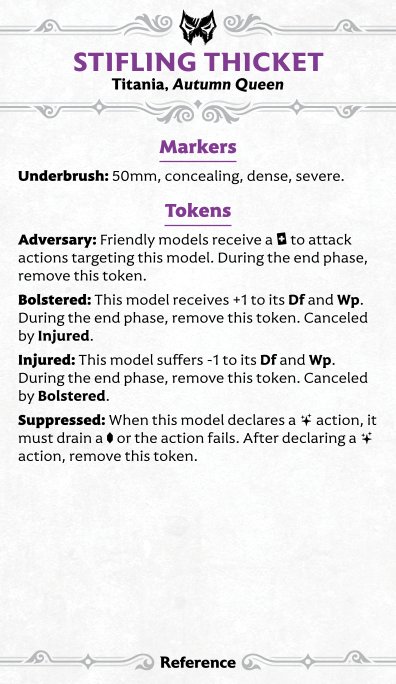 STIFLING THICKET
Titania, Autumn Queen
Markers
Underbrush: 50mm, concealing, dense, severe.
Tokens
Adversary: Friendly models receive a to attack
actions targeting this model. During the end phase,
remove this token.
Bolstered: This model receives +1 to its Df and Wp.
During the end phase, remove this token. Canceled
by Injured.
Injured: This model suffers -1 to its Df and Wp.
During the end phase, remove this token. Canceled
by Bolstered.
Suppressed: When this model declares a action, it
must drain a or the action fails. After declaring a
action, remove this token.
Reference